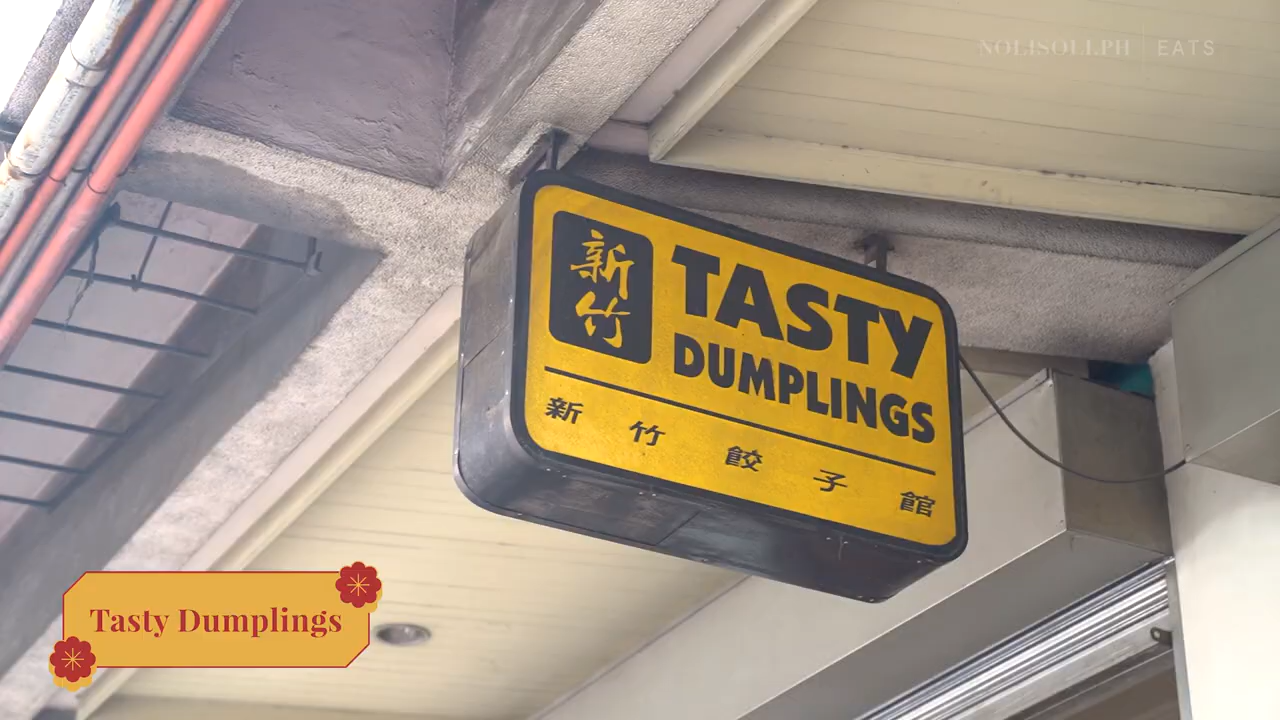 NOLISOLI.PH | EATS
新竹
TASTY
DUMPLINGS
新竹餃子館
Tasty Dumplings